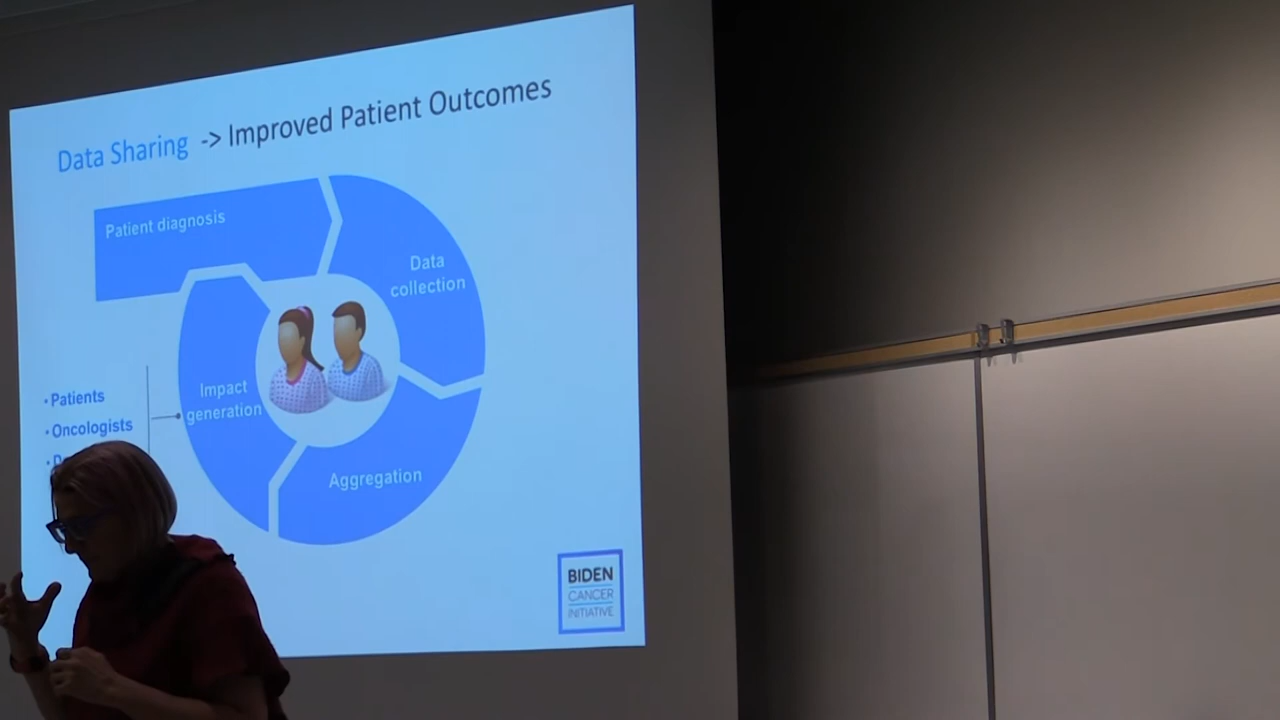 Data Sharing -> Improved Patient Outcomes
Patient diagnosis
Data
collection
Impact
generation
Aggregation
• Patients
• Oncologists
BIDEN
CANCER
INITIATIVE